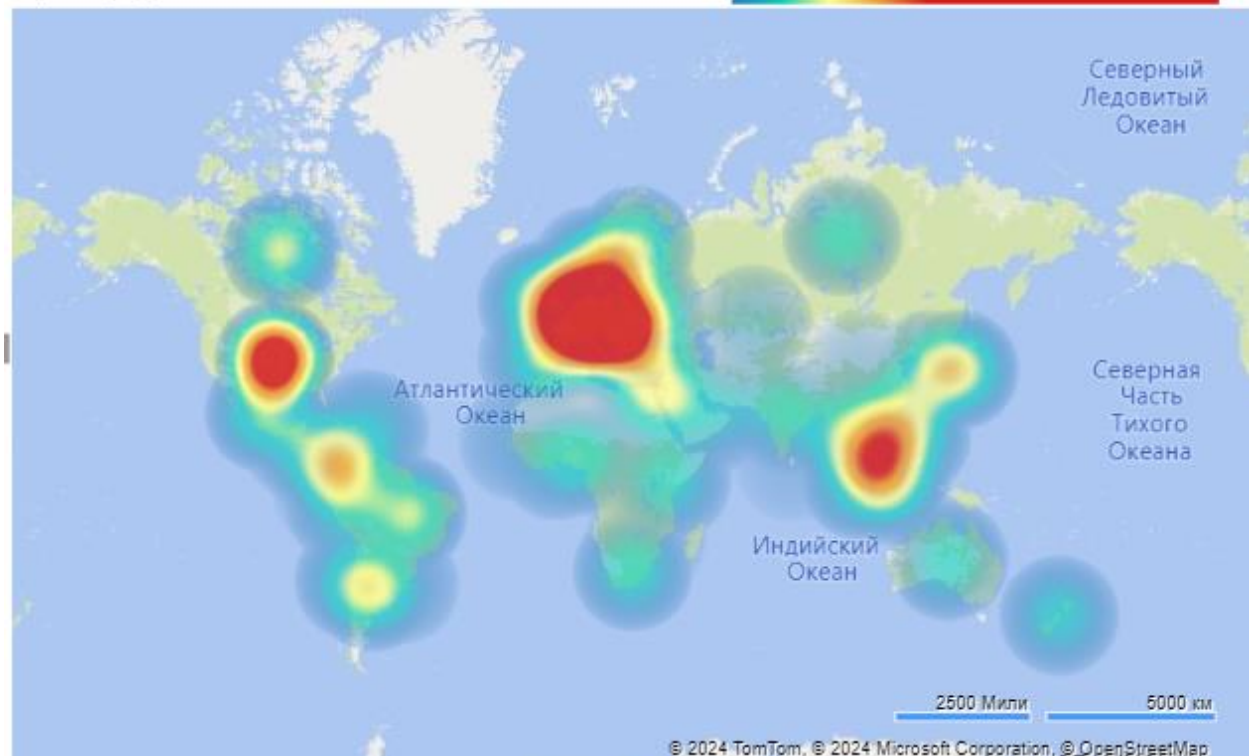 Северный
Ледовитый
Океан
Атлантический
Океан
Северная
Часть
Тихого
Океана
Индийский
Океан
2500 Мили
5000 км
© 2024 TomTom, © 2024 Microsoft Corporation, © OpenStreetMap